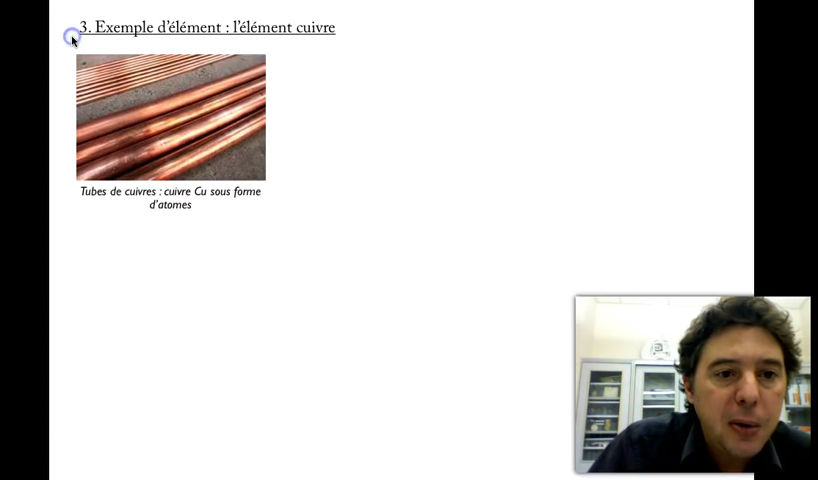 3. Exemple d'élément : l'élément cuivre
Tubes de cuivres : cuivre Cu sous forme
d'atomes